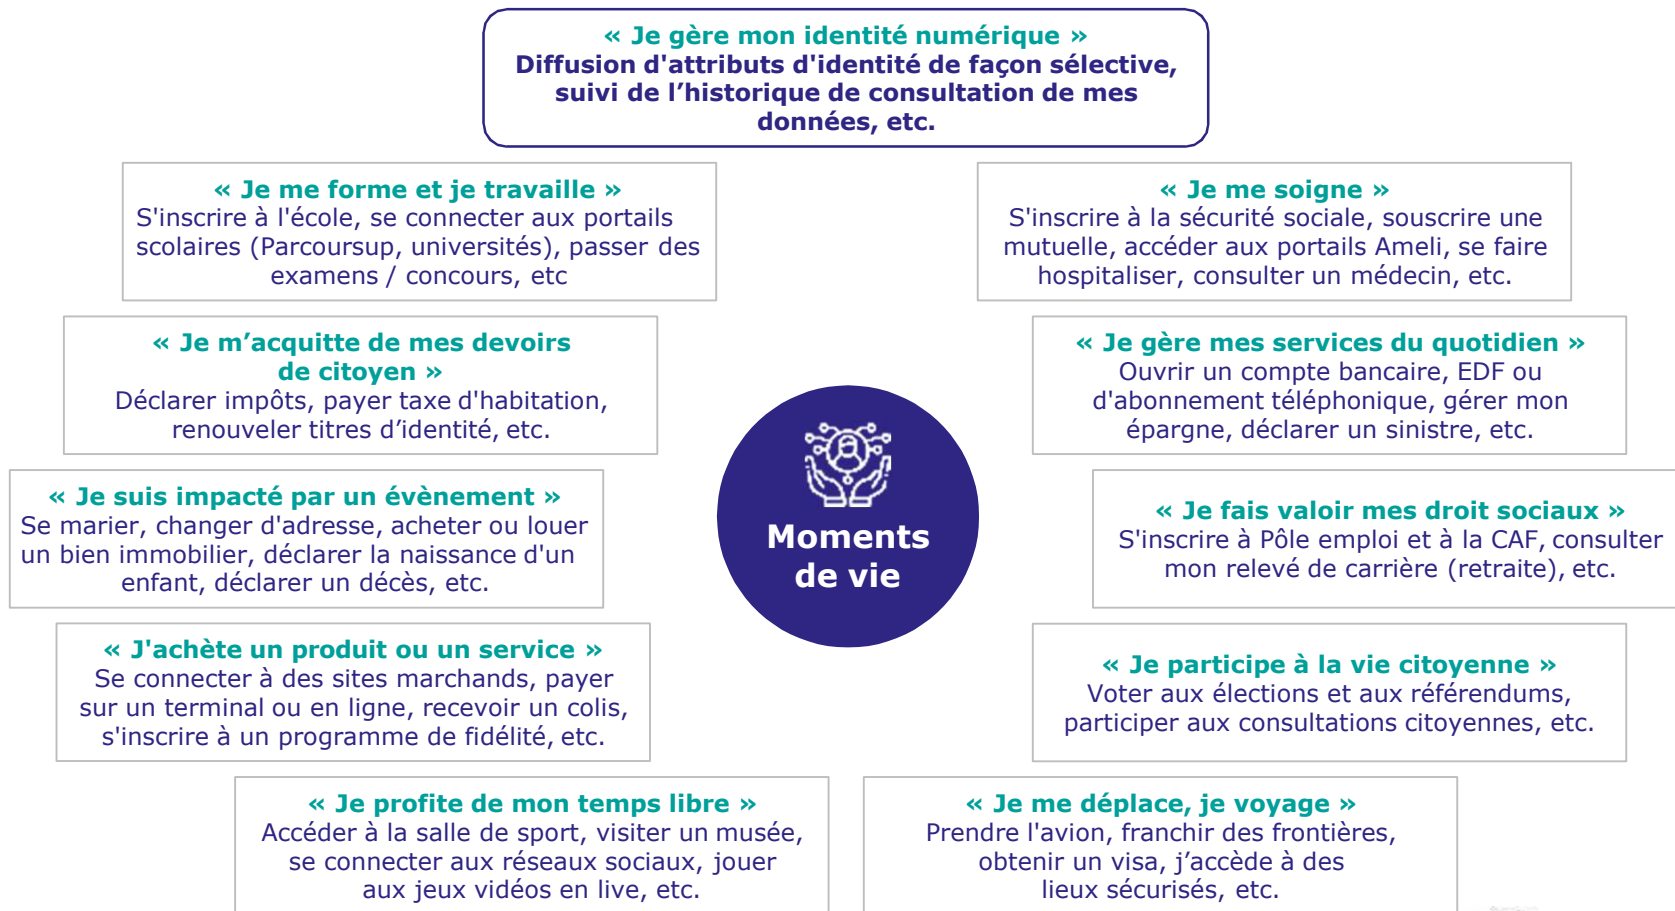 « Je gère mon identité numérique »
Diffusion d'attributs d'identité de façon sélective,
suivi de l’historique de consultation de mes
données, etc.
« Je me forme et je travaille »
S'inscrire à l'école, se connecter aux portails
scolaires (Parcoursup, universités), passer des
examens / concours, etc
« Je me soigne »
S'inscrire à la sécurité sociale, souscrire une
mutuelle, accéder aux portails Ameli, se faire
hospitaliser, consulter un médecin, etc.
« Je m’acquitte de mes devoirs
de citoyen »
Déclarer impôts, payer taxe d'habitation,
renouveler titres d’identité, etc.
« Je gère mes services du quotidien »
Ouvrir un compte bancaire, EDF ou
d'abonnement téléphonique, gérer mon
épargne, déclarer un sinistre, etc.
« Je suis impacté par un évènement »
Se marier, changer d'adresse, acheter ou louer
un bien immobilier, déclarer la naissance d'un
enfant, déclarer un décès, etc.
Moments
de vie
« Je fais valoir mes droit sociaux »
S'inscrire à Pôle emploi et à la CAF, consulter
mon relevé de carrière (retraite), etc.
« J'achète un produit ou un service »
Se connecter à des sites marchands, payer
sur un terminal ou en ligne, recevoir un colis,
s'inscrire à un programme de fidélité, etc.
« Je participe à la vie citoyenne »
Voter aux élections et aux référendums,
participer aux consultations citoyennes, etc.
« Je profite de mon temps libre »
Accéder à la salle de sport, visiter un musée,
se connecter aux réseaux sociaux, jouer
aux jeux vidéos en live, etc.
« Je me déplace, je voyage »
Prendre l'avion, franchir des frontières,
obtenir un visa, j’accède à des
lieux sécurisés, etc.